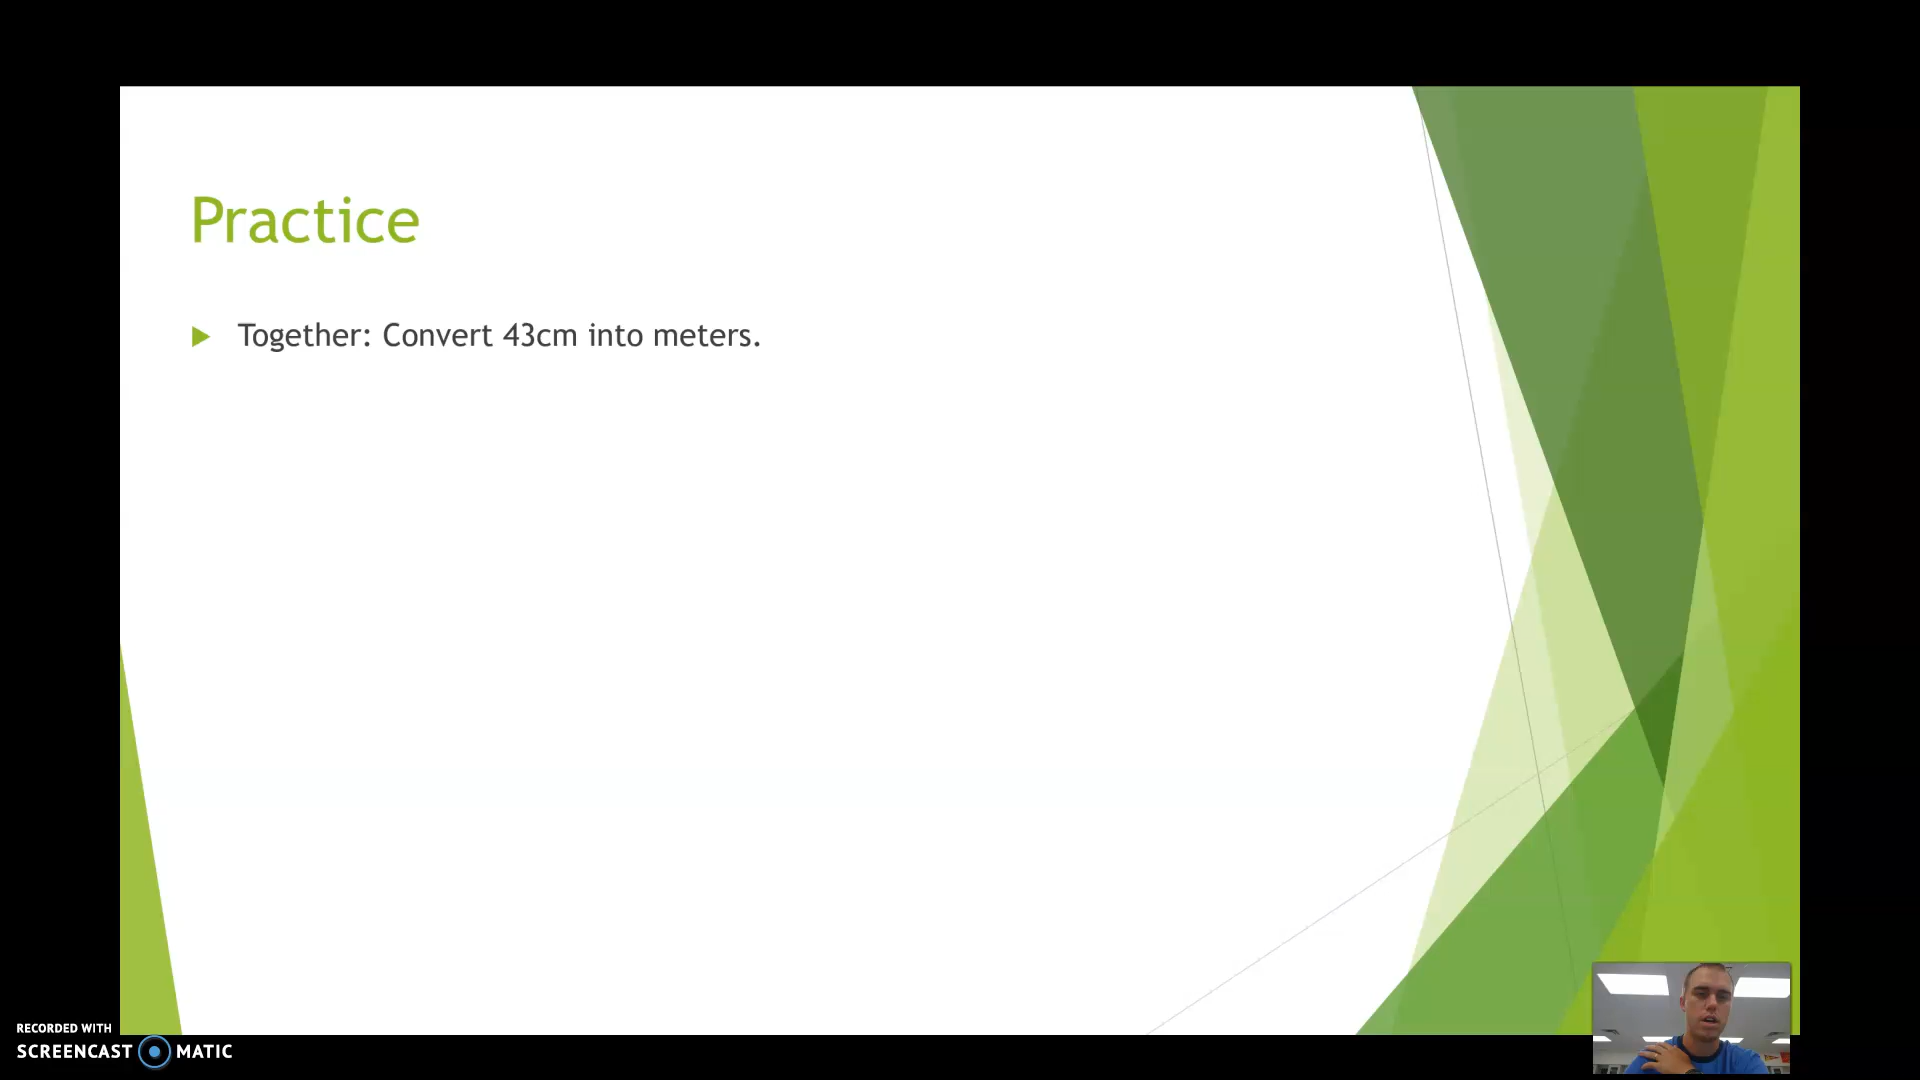 Practice
Together: Convert 43cm into meters.
RECORDED WITH
SCREENCAST MATIC